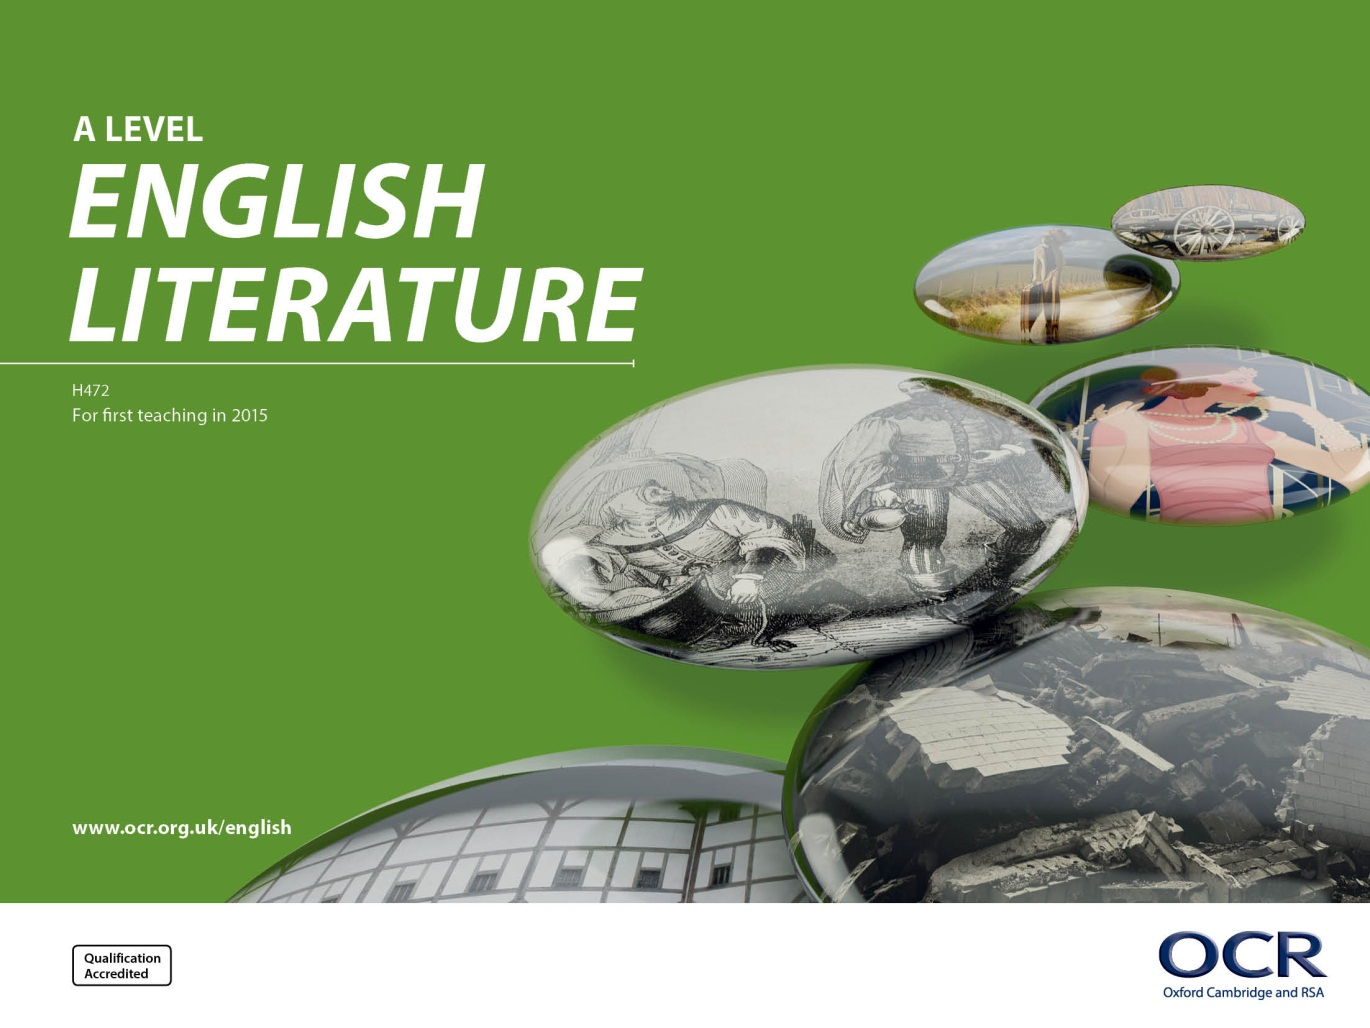 A LEVEL
ENGLISH
LITERATURE
H472
For first teaching in 2015
www.ocr.org.uk/english
Qualification
Accredited
OCR
Oxford Cambridge and RSA